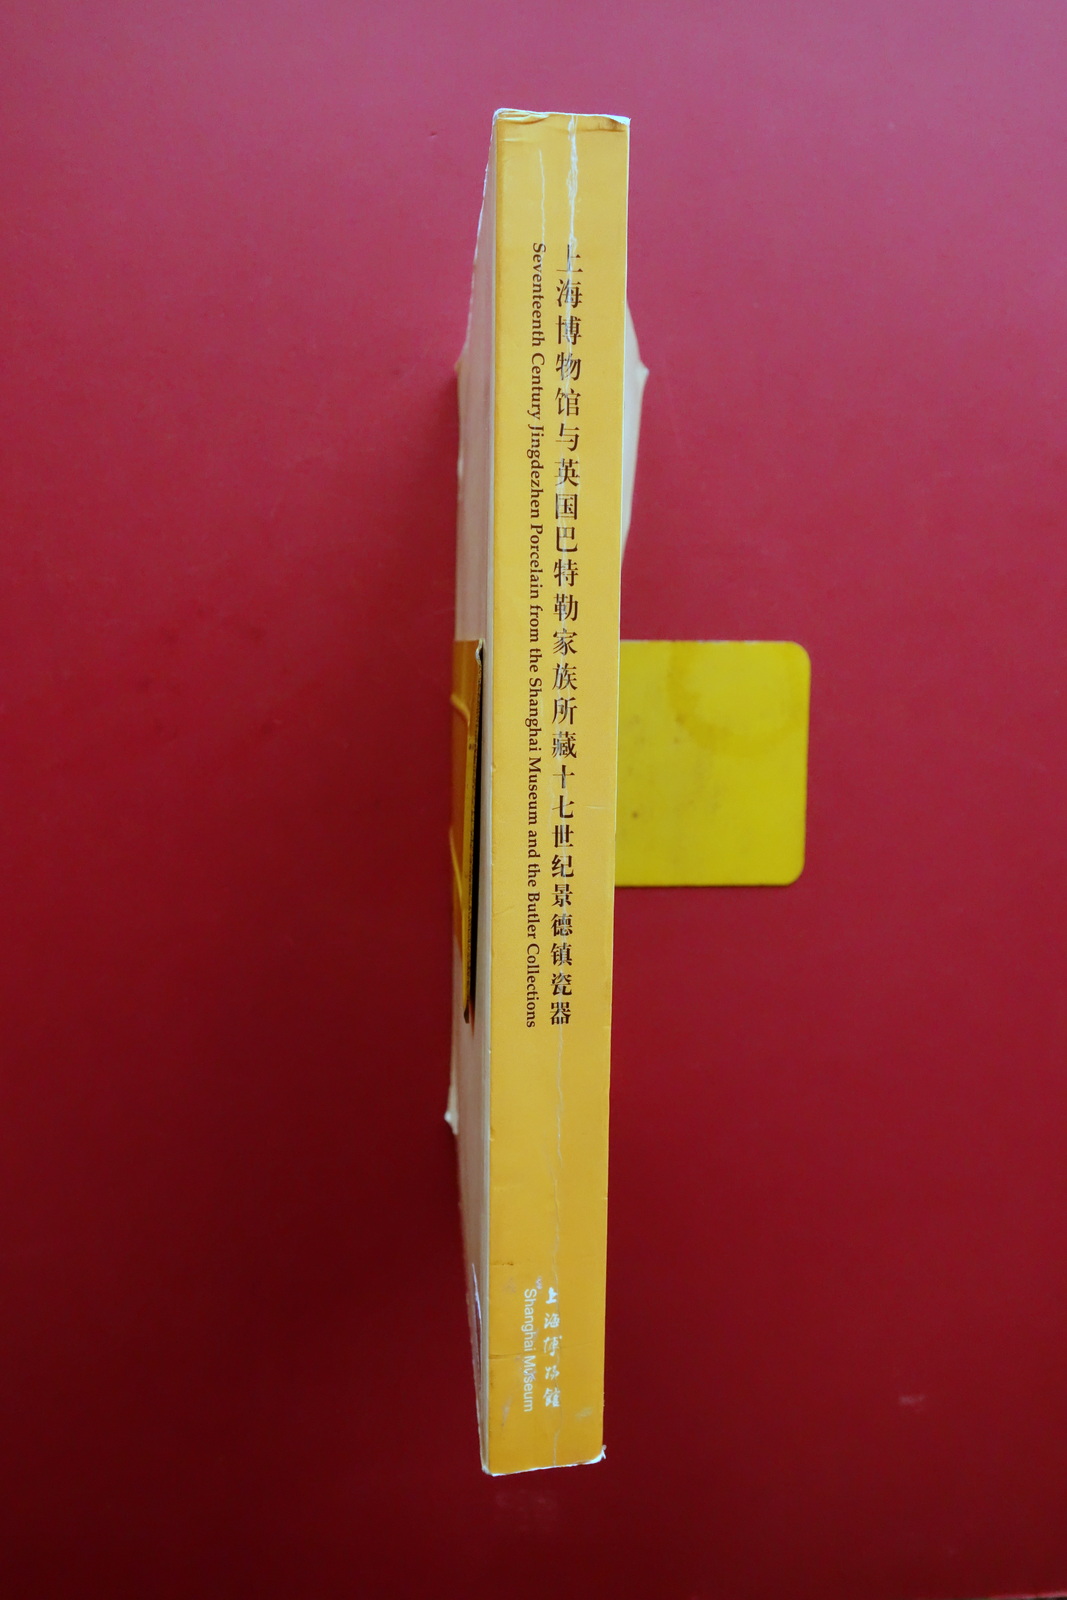 上海博物馆与英国巴特勒家族所藏十七世纪景德镇瓷器
Seventeenth Century Jingdezhen Porcelain from the Shanghai Museum and the Butler Collections
上海博物館
Shanghai Museum